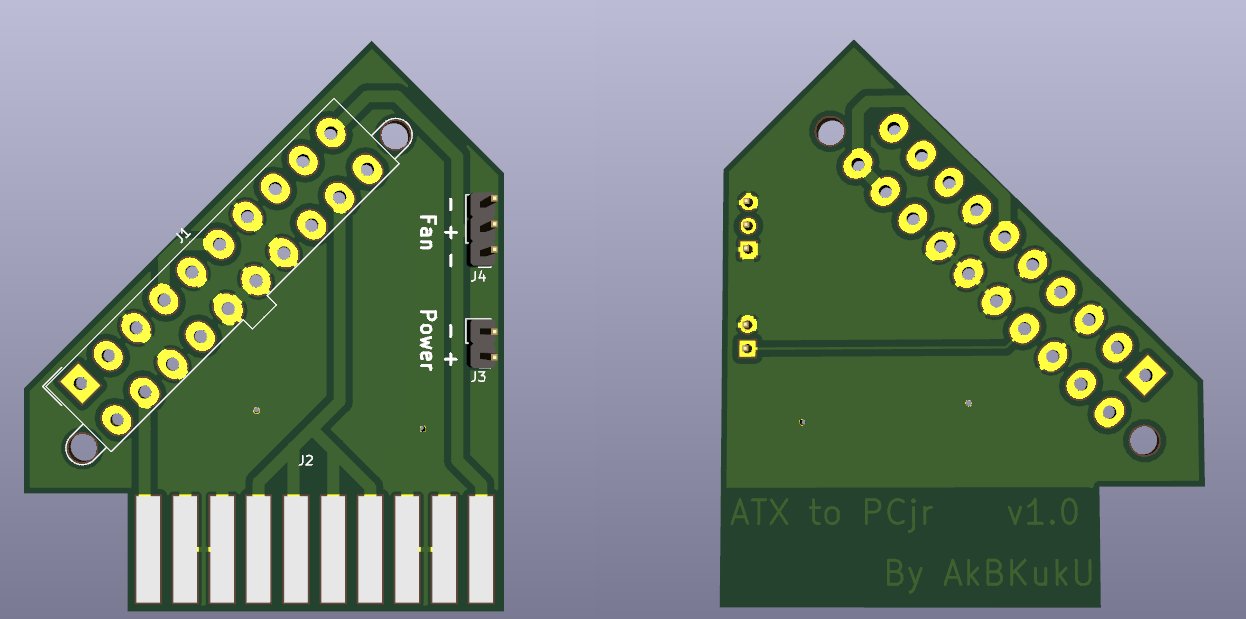 J1
-
Fan
+
-
J4
-
Power
+
J3
J2
ATX to PCjr v1.0
By AkBKukU